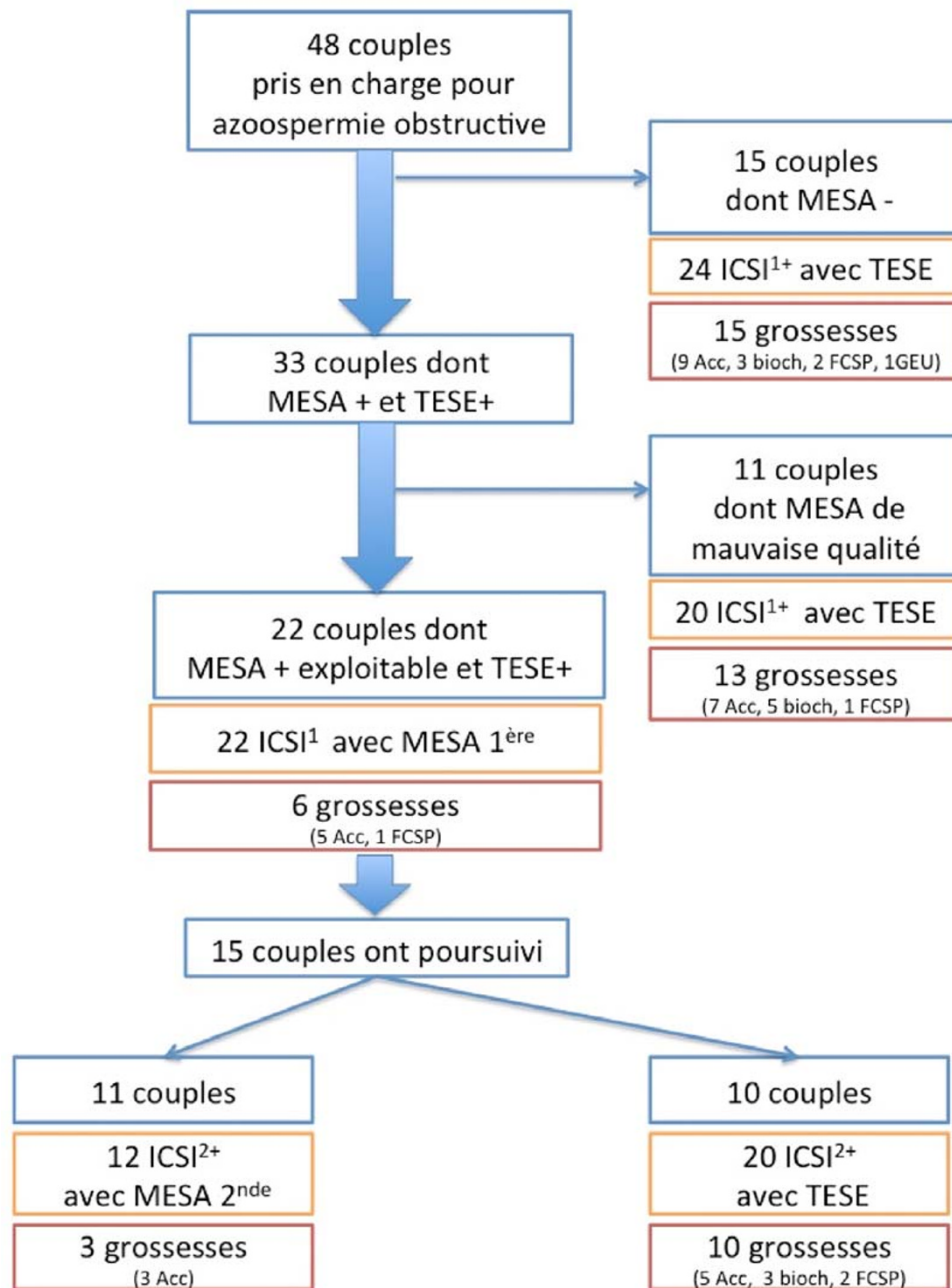 48 couples
pris en charge pour
azoospermie obstructive
15 couples
dont MESA -
24 ICSI¹⁺ avec TESE
15 grossesses
(9 Acc, 3 bioch, 2 FCSP, 1GEU)
33 couples dont
MESA + et TESE+
11 couples
dont MESA de
mauvaise qualité
20 ICSI¹⁺ avec TESE
13 grossesses
(7 Acc, 5 bioch, 1 FCSP)
22 couples dont
MESA + exploitable et TESE+
22 ICSI¹ avec MESA 1ère
6 grossesses
(5 Acc, 1 FCSP)
15 couples ont poursuivi
11 couples
12 ICSI²⁺
avec MESA 2nde
3 grossesses
(3 Acc)
10 couples
20 ICSI²⁺
avec TESE
10 grossesses
(5 Acc, 3 bioch, 2 FCSP)